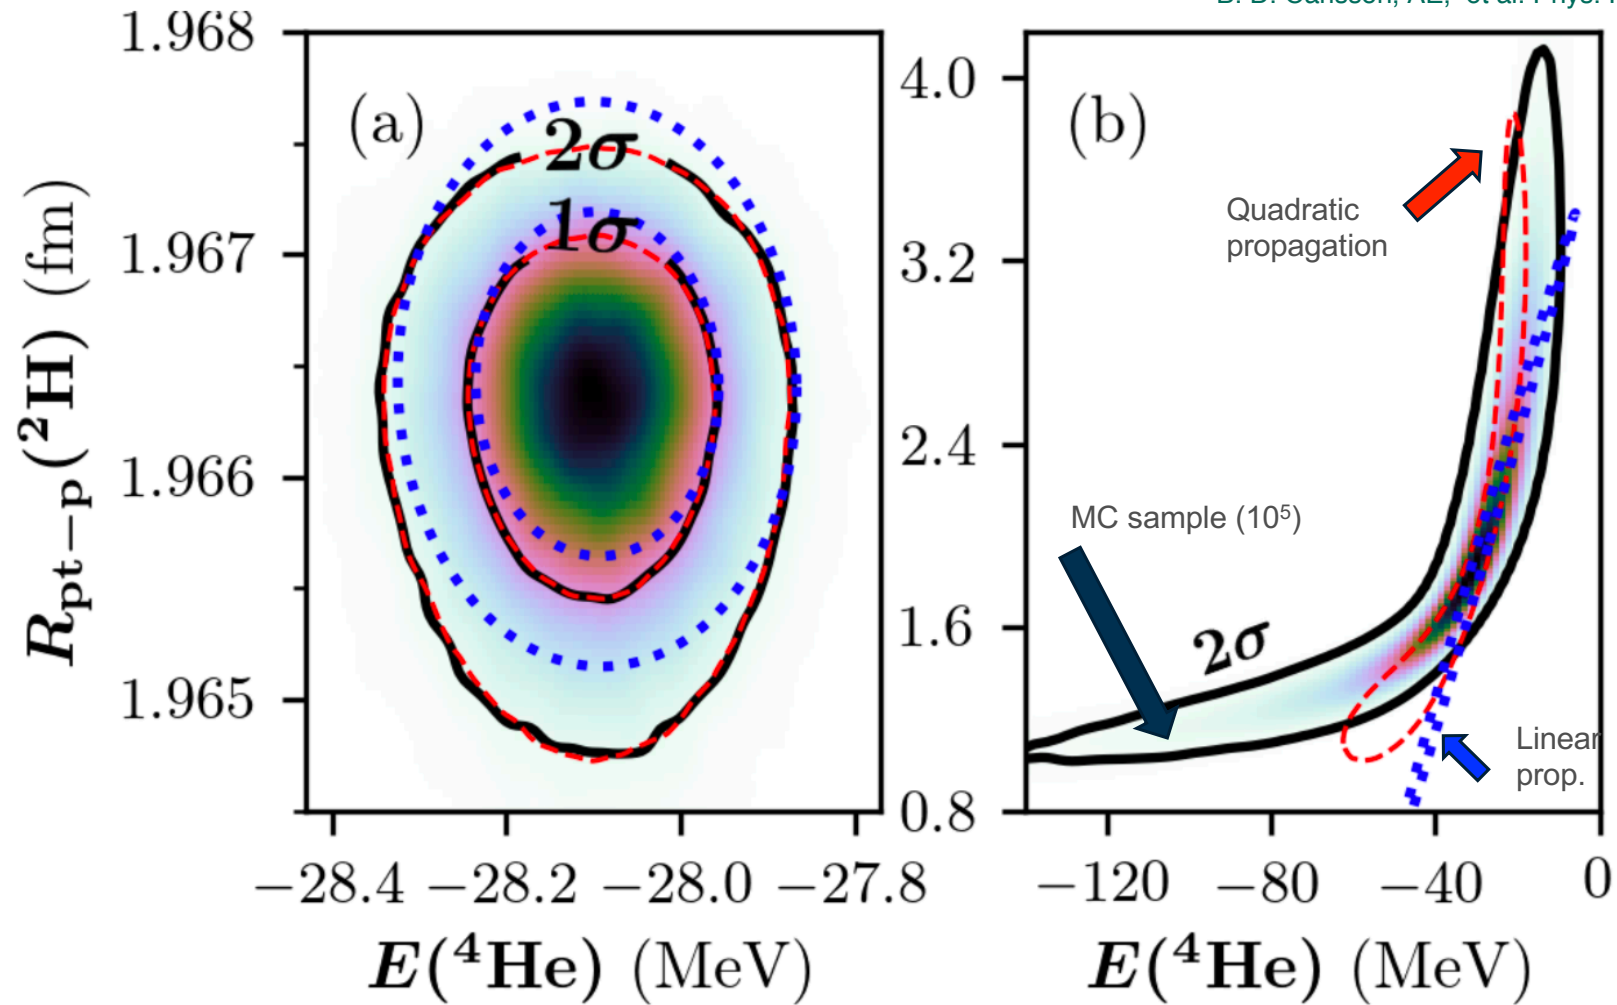 1.968
(a)
2σ
1σ
1.967
1.966
1.965
R_pt−p(²H) (fm)
−28.4 −28.2 −28.0 −27.8
E(⁴He) (MeV)
4.0
(b)
Quadratic
propagation
3.2
2.4
MC sample (10⁵)
1.6
2σ
Linear
prop.
0.8
−120 −80 −40 0
E(⁴He) (MeV)